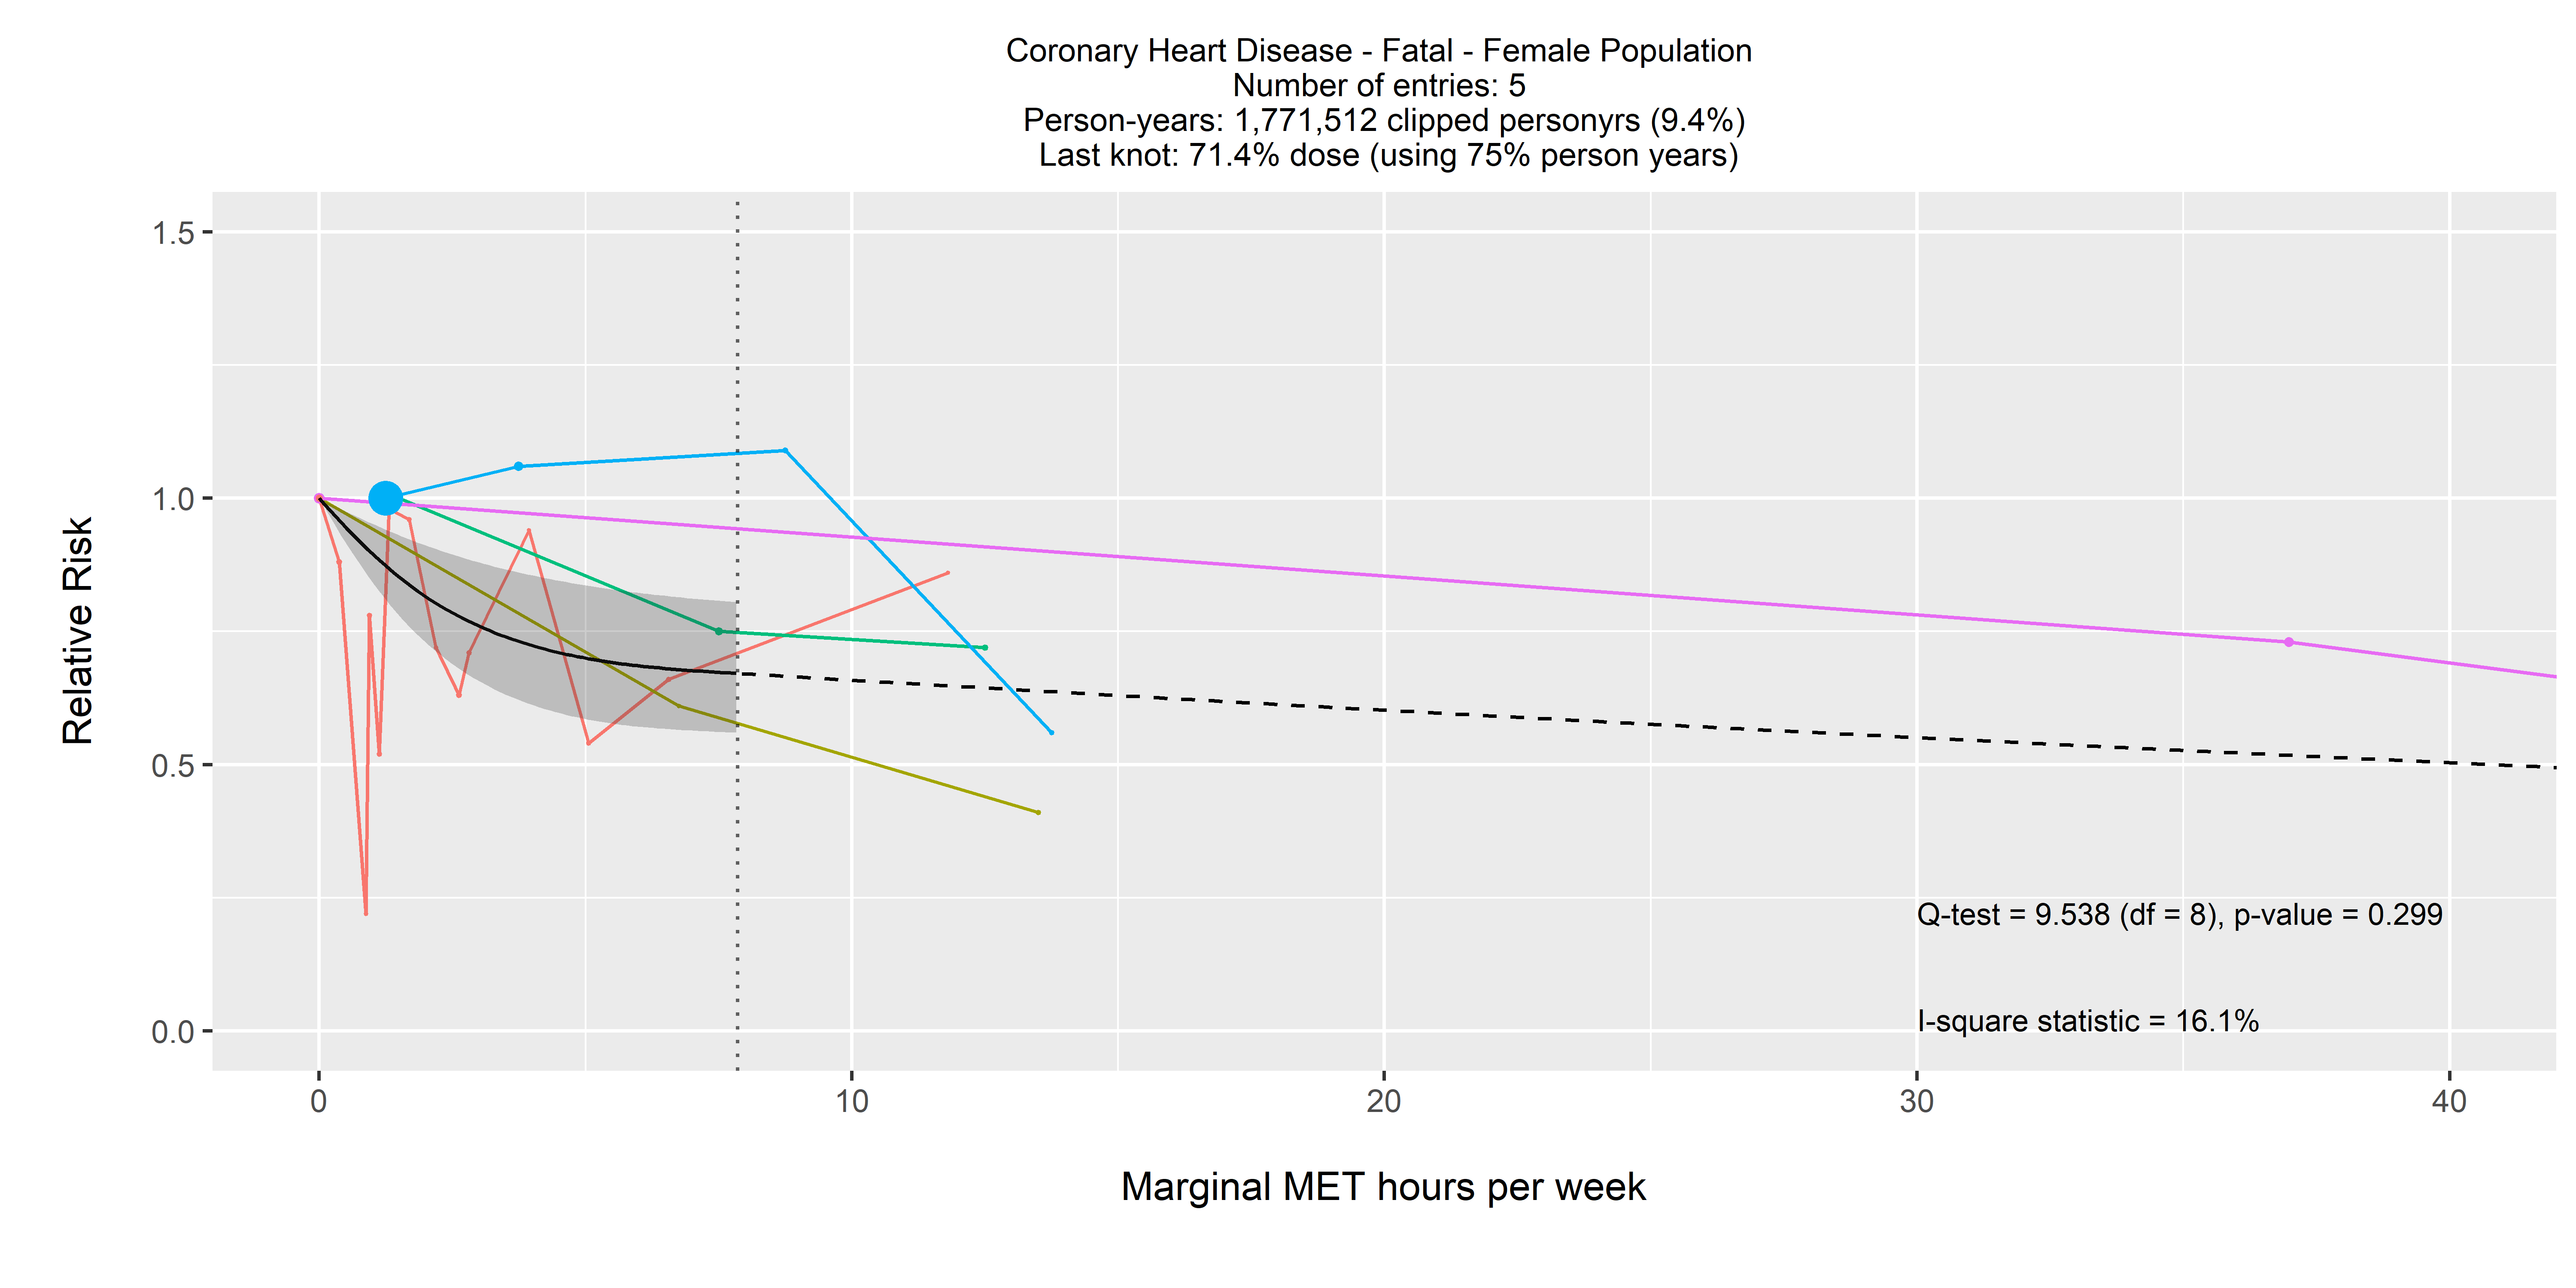 Coronary Heart Disease - Fatal - Female Population
Number of entries: 5
Person-years: 1,771,512 clipped personyrs (9.4%)
Last knot: 71.4% dose (using 75% person years)
1.5
1.0
0.5
0.0
Relative Risk
Q-test = 9.538 (df = 8), p-value = 0.299
I-square statistic = 16.1%
0 10 20 30 40
Marginal MET hours per week